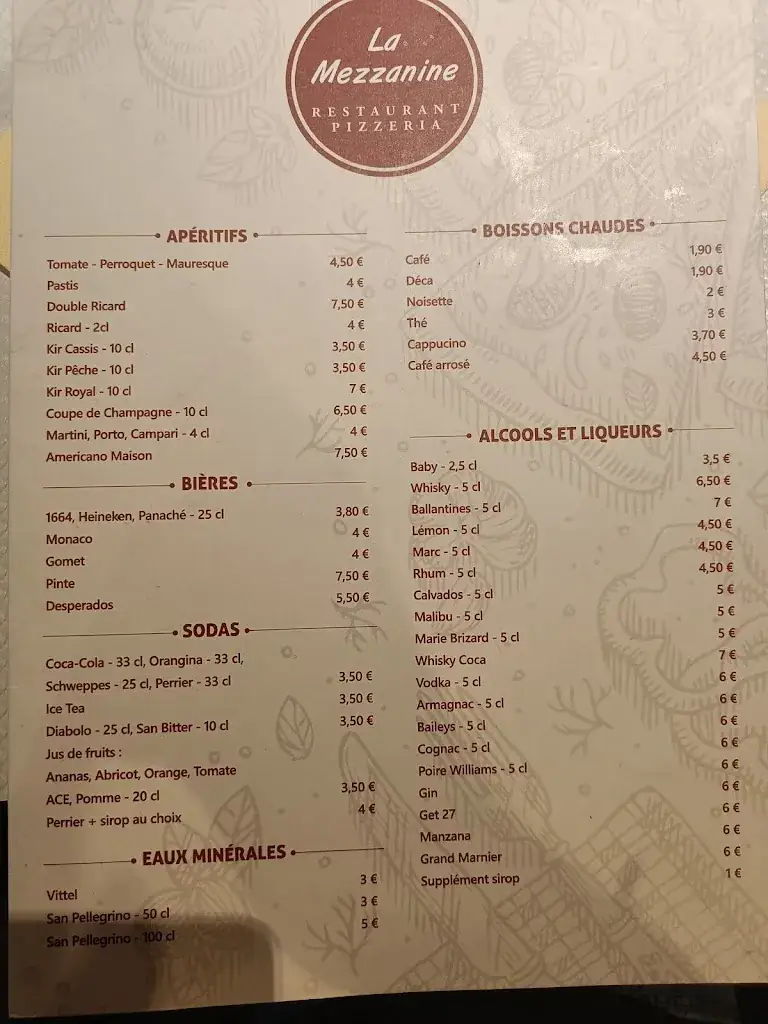 La
Mezzanine
RESTAURANT
PIZZERIA
APÉRITIFS
Tomate - Perroquet - Mauresque 4,50 €
Pastis 4 €
Double Ricard 7,50 €
Ricard - 2cl 4 €
Kir Cassis - 10 cl 3,50 €
Kir Pêche - 10 cl 3,50 €
Kir Royal - 10 cl 7 €
Coupe de Champagne - 10 cl 6,50 €
Martini, Porto, Campari - 4 cl 4 €
Americano Maison 7,50 €
BIÈRES
1664, Heineken, Panaché - 25 cl 3,80 €
Monaco 4 €
Gomet 4 €
Pinte 7,50 €
Desperados 5,50 €
SODAS
Coca-Cola - 33 cl, Orangina - 33 cl,
Schweppes - 25 cl, Perrier - 33 cl 3,50 €
Ice Tea 3,50 €
Diabolo - 25 cl, San Bitter - 10 cl 3,50 €
Jus de fruits :
Ananas, Abricot, Orange, Tomate
ACE, Pomme - 20 cl 3,50 €
Perrier + sirop au choix 4 €
EAUX MINÉRALES
Vittel 3 €
San Pellegrino - 50 cl 3 €
San Pellegrino - 100 cl 5 €
BOISSONS CHAUDES
Café 1,90 €
Déca 1,90 €
Noisette 2 €
Thé 3 €
Cappucino 3,70 €
Café arrosé 4,50 €
ALCOOLS ET LIQUEURS
Baby - 2,5 cl 3,5 €
Whisky - 5 cl 6,50 €
Ballantines - 5 cl 7 €
Lémon - 5 cl 4,50 €
Marc - 5 cl 4,50 €
Rhum - 5 cl 4,50 €
Calvados - 5 cl 5 €
Malibu - 5 cl 5 €
Marie Brizard - 5 cl 5 €
Whisky Coca 7 €
Vodka - 5 cl 6 €
Armagnac - 5 cl 6 €
Baileys - 5 cl 6 €
Cognac - 5 cl 6 €
Poire Williams - 5 cl 6 €
Gin 6 €
Get 27 6 €
Manzana 6 €
Grand Marnier 6 €
Supplément sirop 1 €